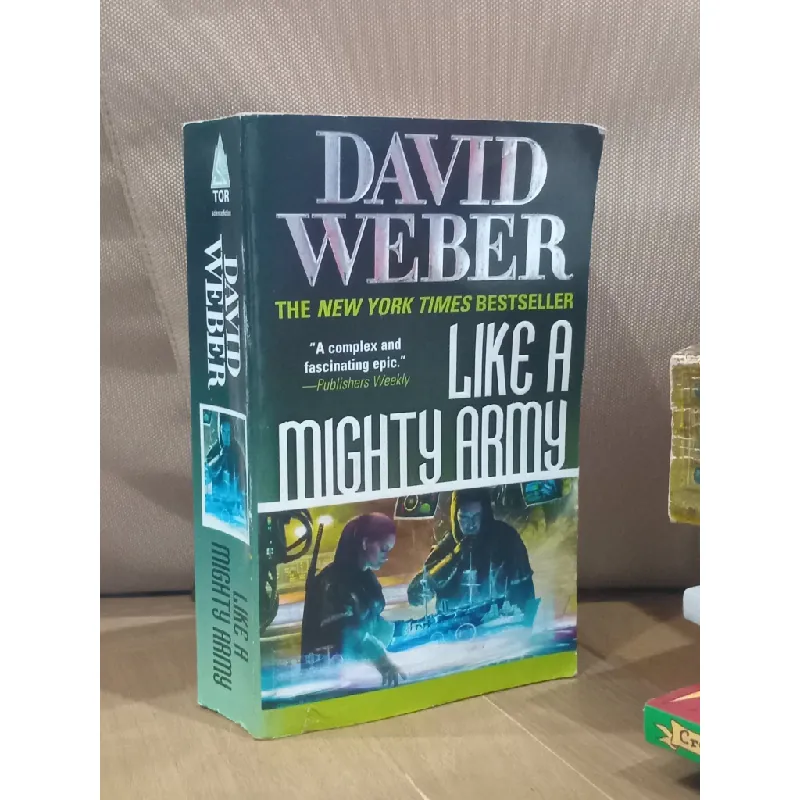 TOR
DAVID
WEBER
LIKE A
MIGHTY ARMY
DAVID
WEBER
THE NEW YORK TIMES BESTSELLER
"A complex and
fascinating epic."
—Publishers Weekly
LIKE A
MIGHTY ARMY